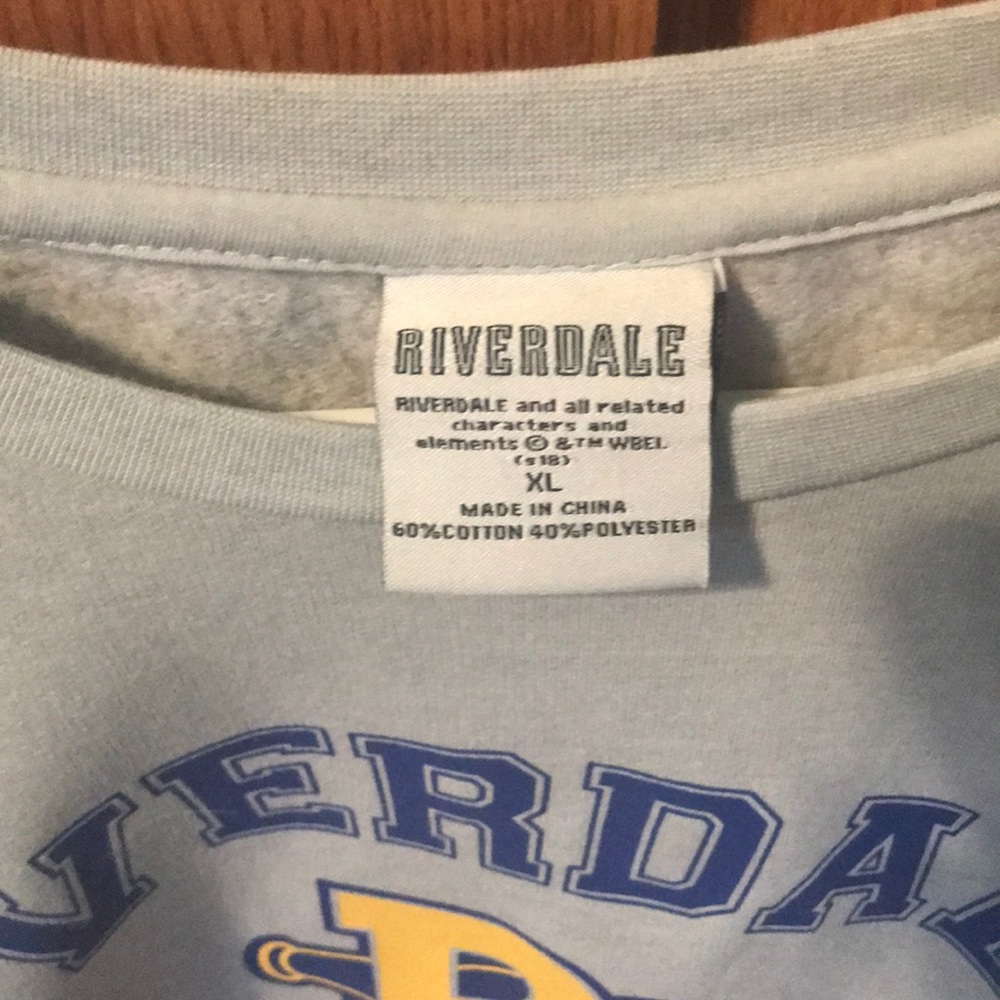 RIVERDALE
RIVERDALE and all related
characters and
elements © &™ WBEI.
(s18)
XL
MADE IN CHINA
60%COTTON 40%POLYESTER
VERDA
R